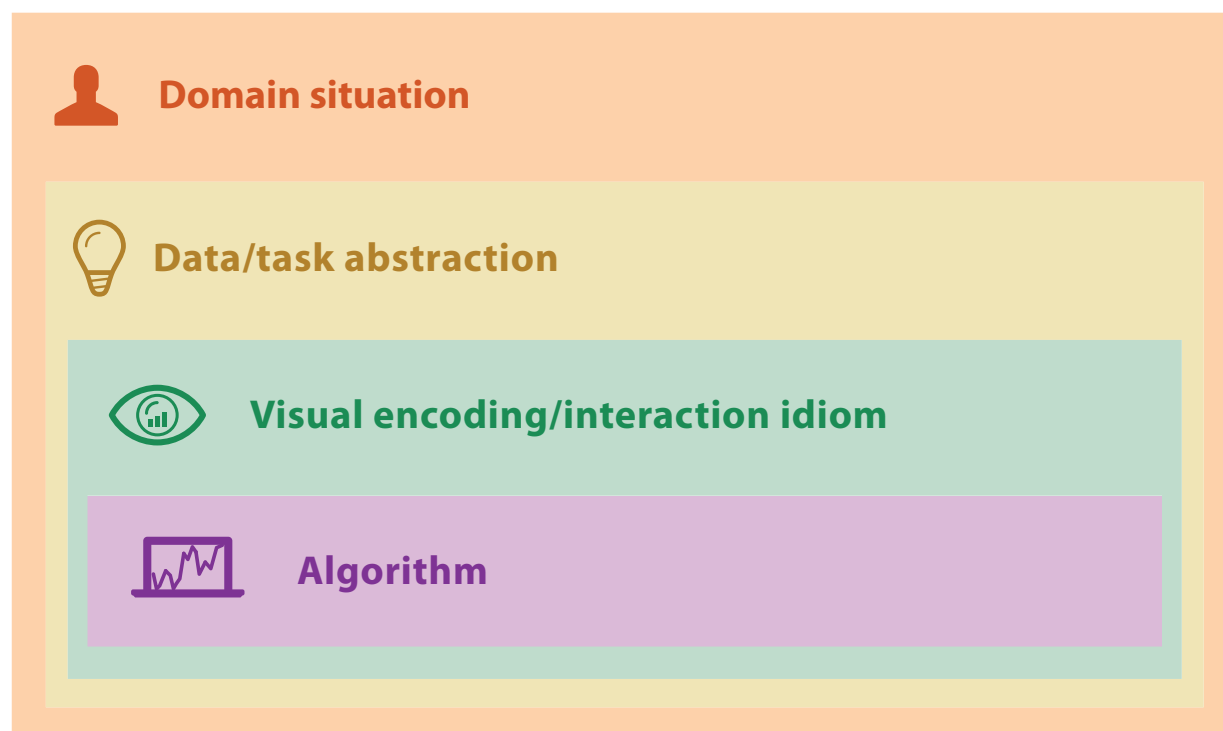 Domain situation
Data/task abstraction
Visual encoding/interaction idiom
Algorithm